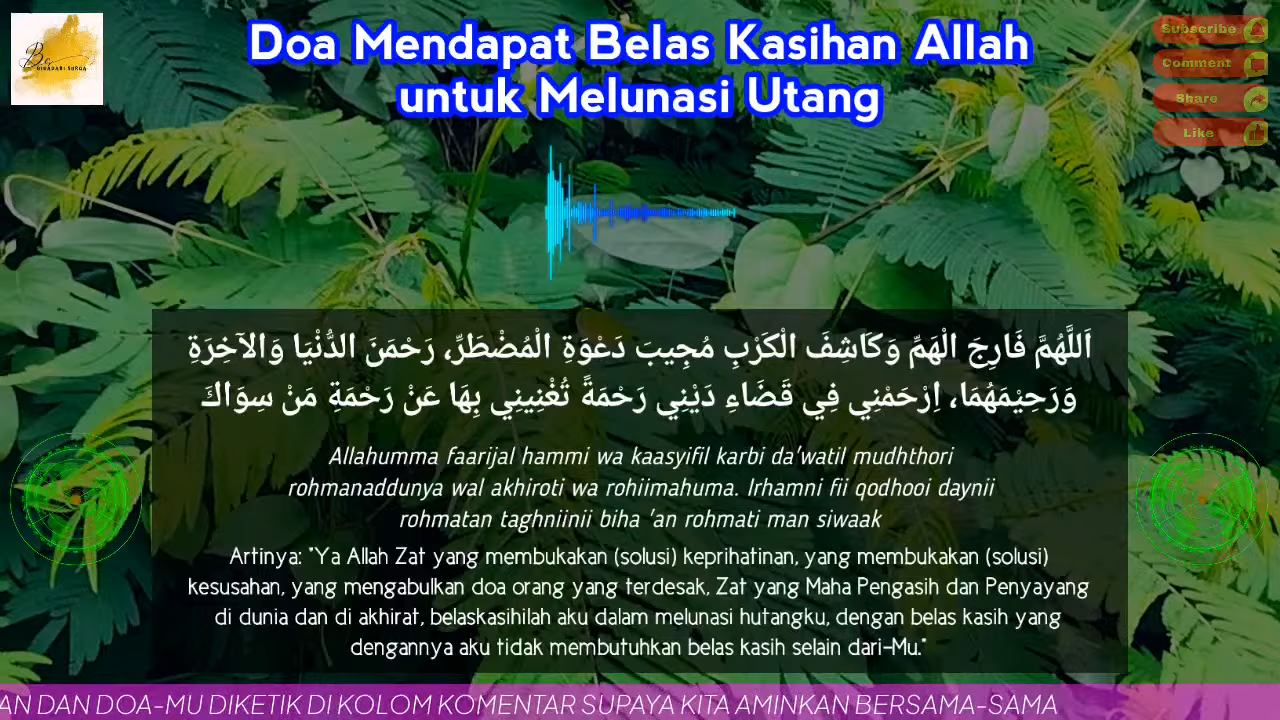 Doa Mendapat Belas Kasihan Allah
untuk Melunasi Utang
Subscribe
Comment
Share
Like
Be
BIDADARI SURGA
اَللَّهُمَّ فَارِجَ الْهَمِّ وَكَاشِفَ الْكَرْبِ مُجِيبَ دَعْوَةِ الْمُضْطَرِّ، رَحْمَنَ الدُّنْيَا وَالآخِرَةِ
وَرَحِيْمَهُمَا، اِرْحَمْنِي فِي قَضَاءِ دَيْنِي رَحْمَةً تُغْنِينِي بِهَا عَنْ رَحْمَةِ مَنْ سِوَاكَ
Allahumma faarijal hammi wa kaasyifil karbi da'watil mudhthori
rohmanaddunya wal akhiroti wa rohiimahuma. Irhamni fii qodhooi daynii
rohmatan taghniinii biha 'an rohmati man siwaak
Artinya: "Ya Allah Zat yang membukakan (solusi) keprihatinan, yang membukakan (solusi)
kesusahan, yang mengabulkan doa orang yang terdesak, Zat yang Maha Pengasih dan Penyayang
di dunia dan di akhirat, belaskasihilah aku dalam melunasi hutangku, dengan belas kasih yang
dengannya aku tidak membutuhkan belas kasih selain dari-Mu."
AN DAN DOA-MU DIKETIK DI KOLOM KOMENTAR SUPAYA KITA AMINKAN BERSAMA-SAMA